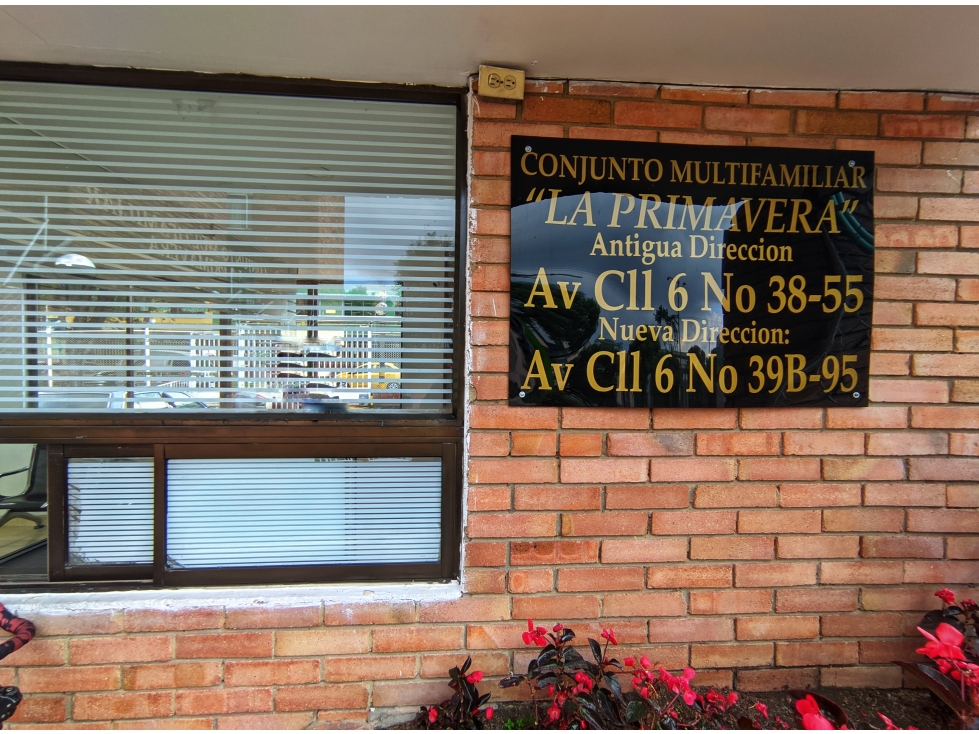 CONJUNTO MULTIFAMILIAR
"LA PRIMAVERA"
Antigua Direccion
Av Cll 6 No 38-55
Nueva Direccion:
Av Cll 6 No 39B-95